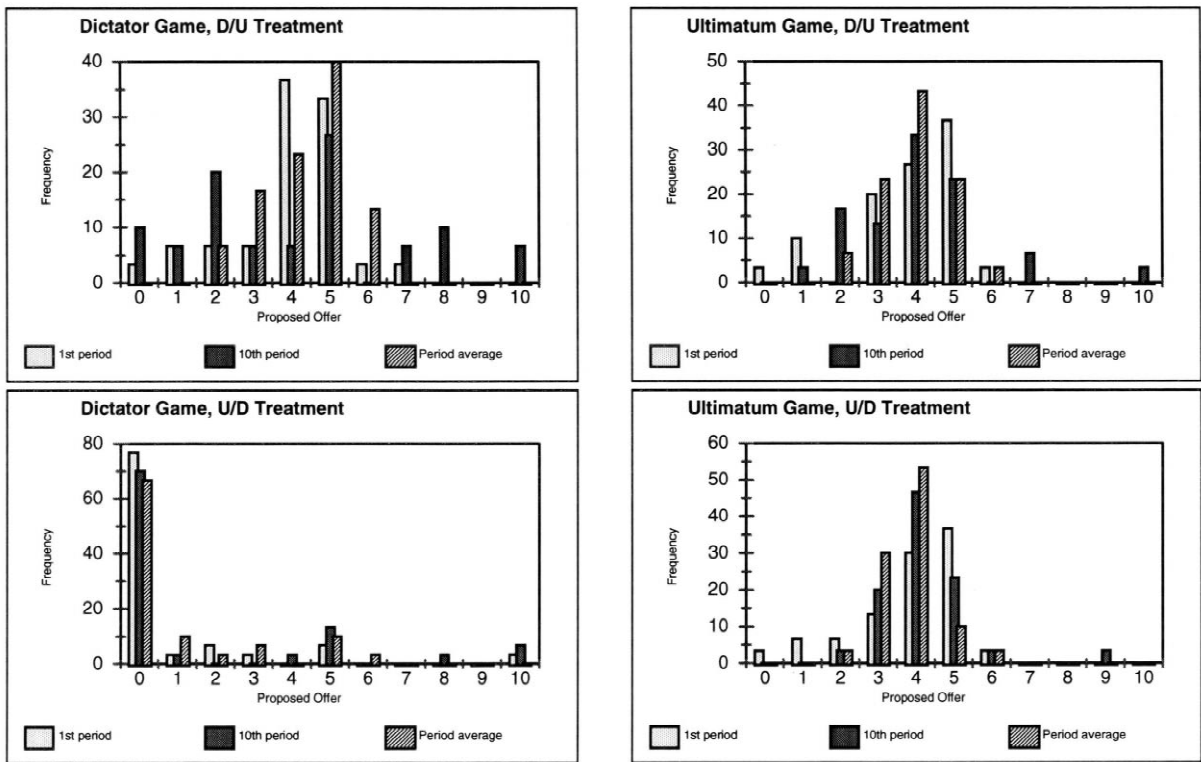 Dictator Game, D/U Treatment
40
30
20
10
0
Frequency
0 1 2 3 4 5 6 7 8 9 10
Proposed Offer
1st period 10th period Period average
Ultimatum Game, D/U Treatment
50
40
30
20
10
0
Frequency
0 1 2 3 4 5 6 7 8 9 10
Proposed Offer
1st period 10th period Period average
Dictator Game, U/D Treatment
80
60
40
20
0
Frequency
0 1 2 3 4 5 6 7 8 9 10
Proposed Offer
1st period 10th period Period average
Ultimatum Game, U/D Treatment
60
50
40
30
20
10
0
Frequency
0 1 2 3 4 5 6 7 8 9 10
Proposed Offer
1st period 10th period Period average